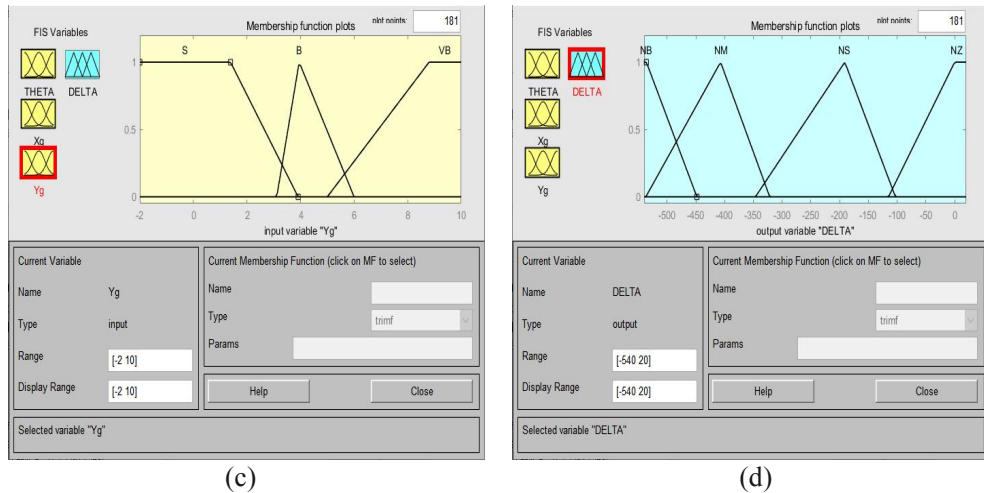 FIS Variables
Membership function plots
plot points:
181
THETA
DELTA
Xg
Yg
S
B
VB
1
0.5
0
-2
0
2
4
6
8
10
input variable "Yg"
Current Variable
Name
Yg
Type
input
Range
[-2 10]
Display Range
[-2 10]
Current Membership Function (click on MF to select)
Name
Type
trimf
Params
Help
Close
Selected variable "Yg"
(c)
FIS Variables
Membership function plots
plot points:
181
THETA
DELTA
Xg
Yg
NB
NM
NS
NZ
1
0.5
0
-500
-450
-400
-350
-300
-250
-200
-150
-100
-50
0
output variable "DELTA"
Current Variable
Name
DELTA
Type
output
Range
[-540 20]
Display Range
[-540 20]
Current Membership Function (click on MF to select)
Name
Type
trimf
Params
Help
Close
Selected variable "DELTA"
(d)